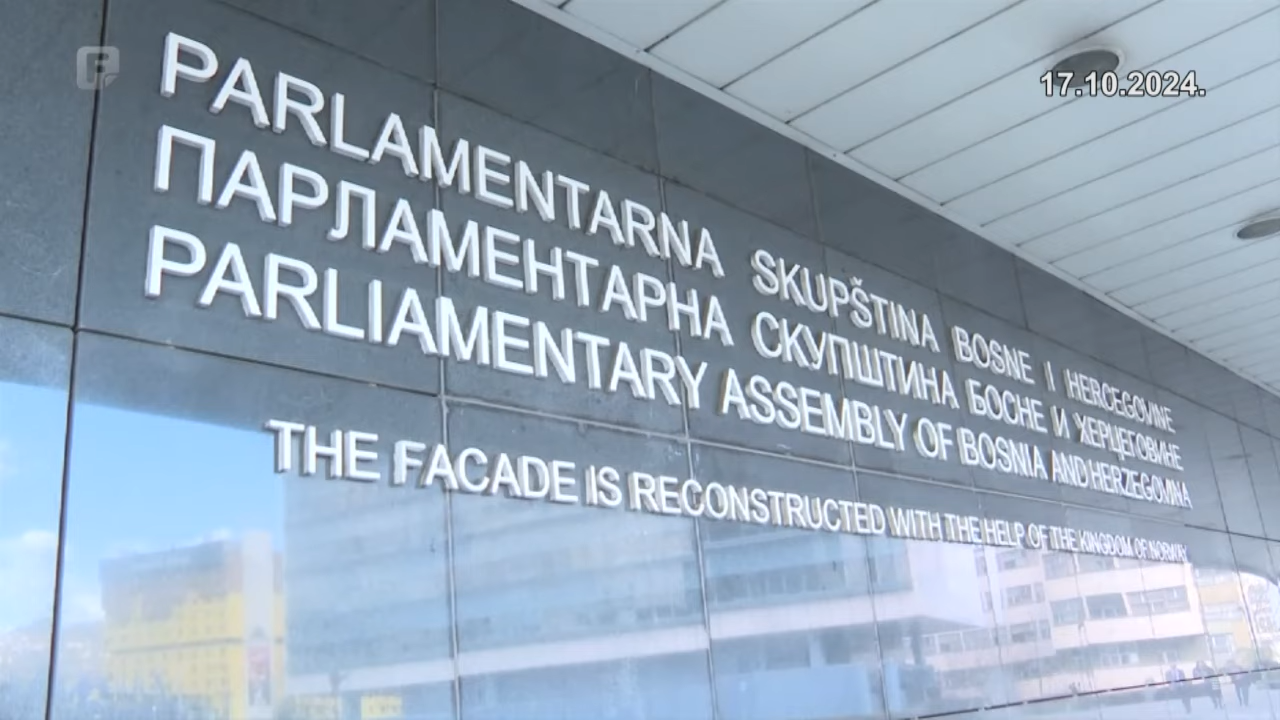 17.10.2024.
PARLAMENTARNA SKUPŠTINA BOSNE I HERCEGOVINE
ПАРЛАМЕНТАРНА СКУПШТИНА БОСНЕ И ХЕРЦЕГОВИНЕ
PARLIAMENTARY ASSEMBLY OF BOSNIA AND HERZEGOVINA
THE FACADE IS RECONSTRUCTED WITH THE HELP OF THE KINGDOM OF NORWAY